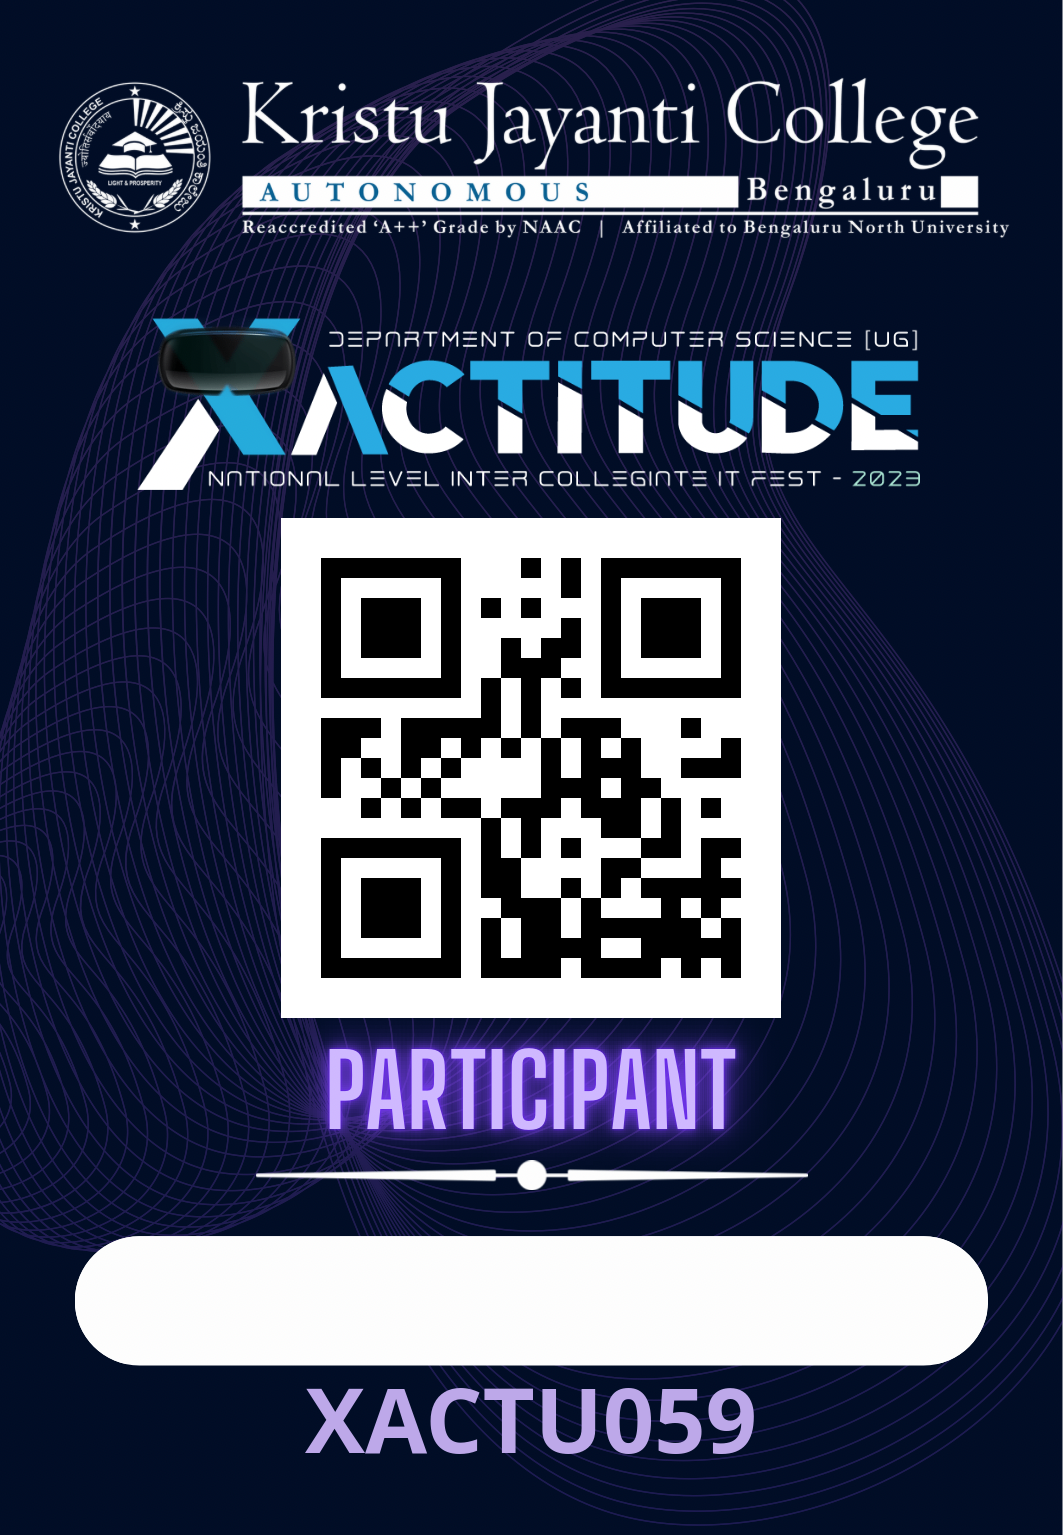 KRISTU JAYANTI COLLEGE
LIGHT & PROSPERITY
Kristu Jayanti College
AUTONOMOUS Bengaluru
Reaccredited ‘A++’ Grade by NAAC | Affiliated to Bengaluru North University
DEPARTMENT OF COMPUTER SCIENCE [UG]
XACTITUDE
NATIONAL LEVEL INTER COLLEGIATE IT FEST - 2023
PARTICIPANT
XACTU059